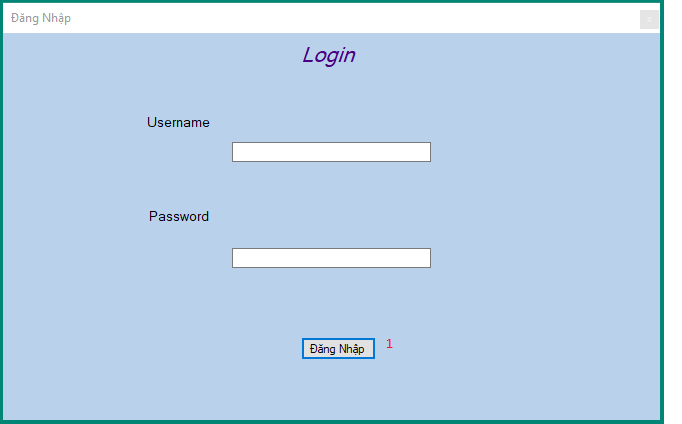 Đăng Nhập
Login
Username
Password
Đăng Nhập 1